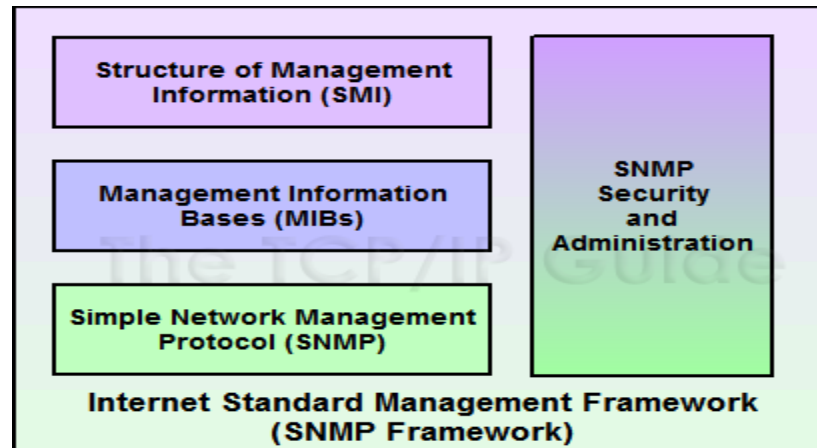 Structure of Management
Information (SMI)
Management Information
Bases (MIBs)
Simple Network Management
Protocol (SNMP)
SNMP
Security
and
Administration
The TCP/IP Guide
Internet Standard Management Framework
(SNMP Framework)